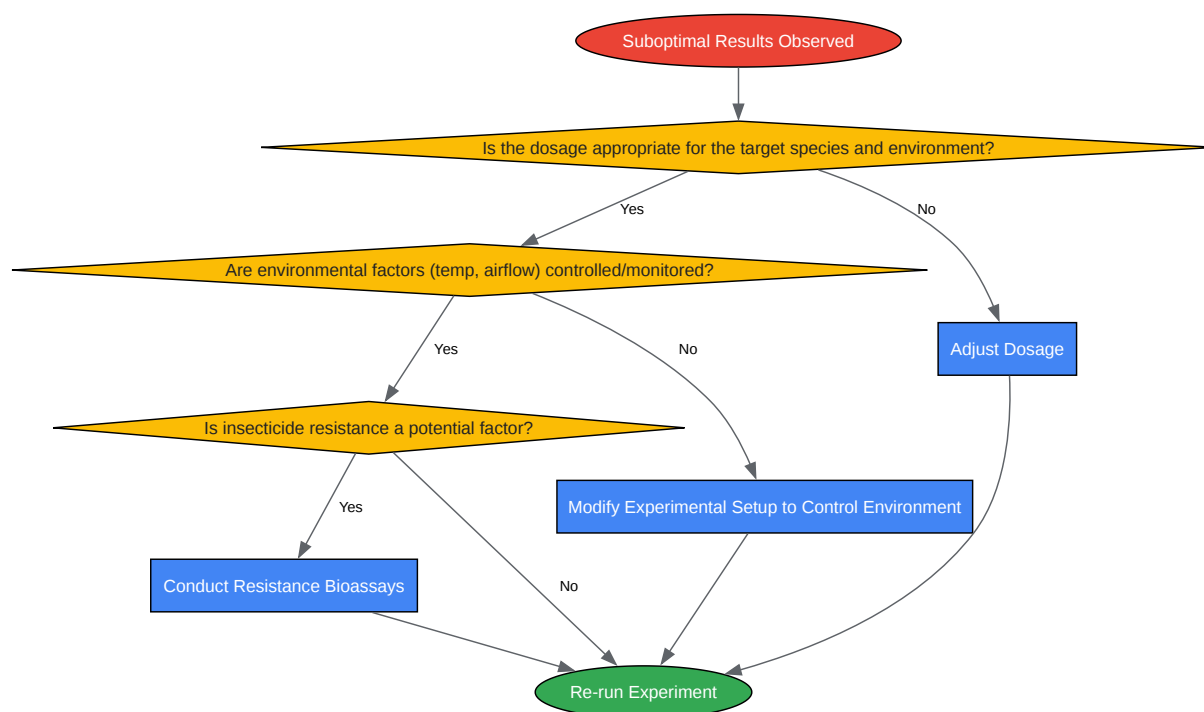 Suboptimal Results Observed
Is the dosage appropriate for the target species and environment?
Yes
No
Are environmental factors (temp, airflow) controlled/monitored?
Yes
No
Adjust Dosage
Is insecticide resistance a potential factor?
Yes
Modify Experimental Setup to Control Environment
Conduct Resistance Bioassays
No
Re-run Experiment